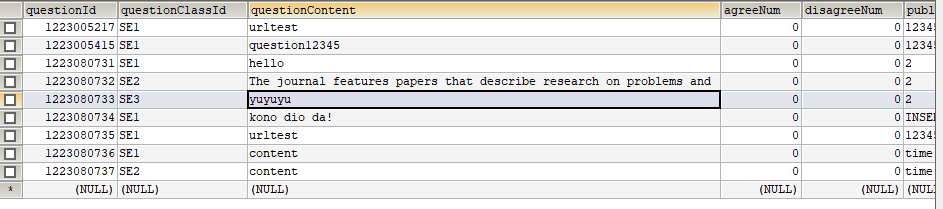 questionId questionClassId questionContent agreeNum disagreeNum publ
1223005217 SE1 urltest 0 0 12345
1223005415 SE1 question12345 0 0 12345
1223080731 SE1 hello 0 0 2
1223080732 SE2 The journal features papers that describe research on problems and 0 0 2
1223080733 SE3 yuyuyu 0 0 2
1223080734 SE1 kono dio da! 0 0 INSE
1223080735 SE1 urltest 0 0 12345
1223080736 SE1 content 0 0 time
1223080737 SE2 content 0 0 time
* (NULL) (NULL) (NULL) (NULL) (NULL) (NUL